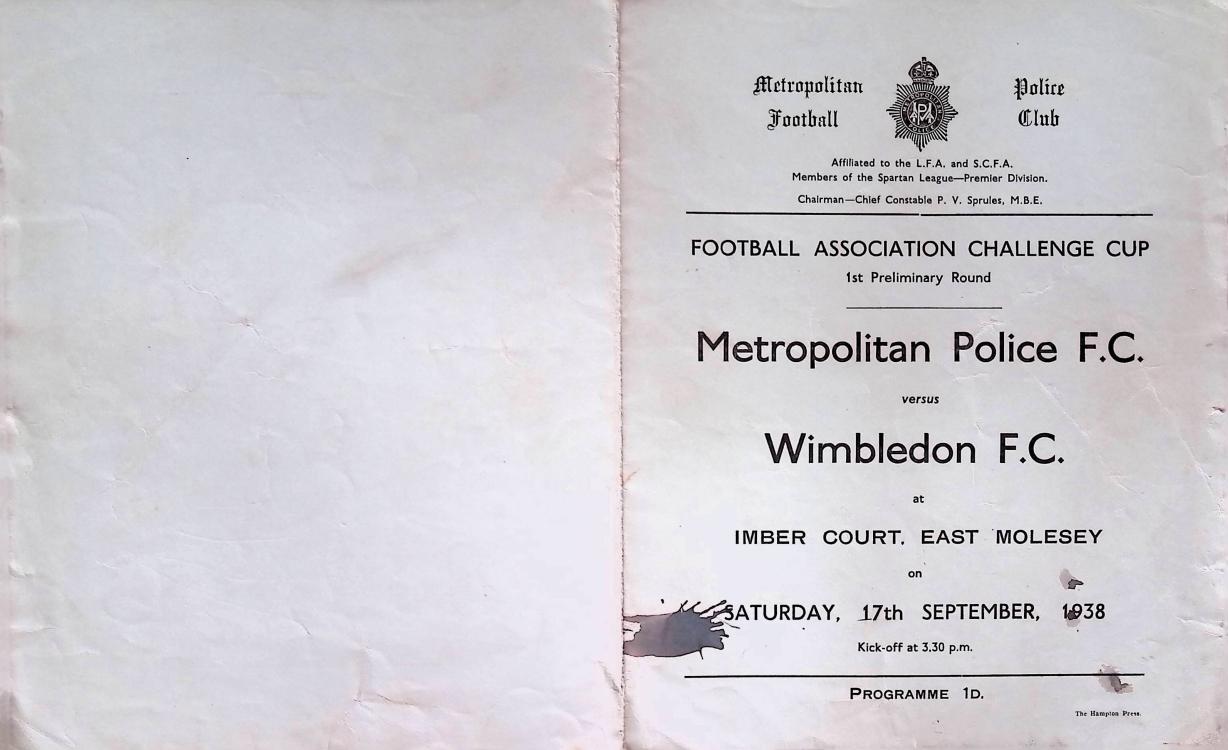 Metropolitan Police
Football Club
METROPOLITAN
POLICE
Affiliated to the L.F.A. and S.C.F.A.
Members of the Spartan League—Premier Division.
Chairman—Chief Constable P. V. Sprules, M.B.E.
FOOTBALL ASSOCIATION CHALLENGE CUP
1st Preliminary Round
Metropolitan Police F.C.
versus
Wimbledon F.C.
at
IMBER COURT, EAST MOLESEY
on
SATURDAY, 17th SEPTEMBER, 1938
Kick-off at 3.30 p.m.
PROGRAMME 1D.
The Hampton Press.